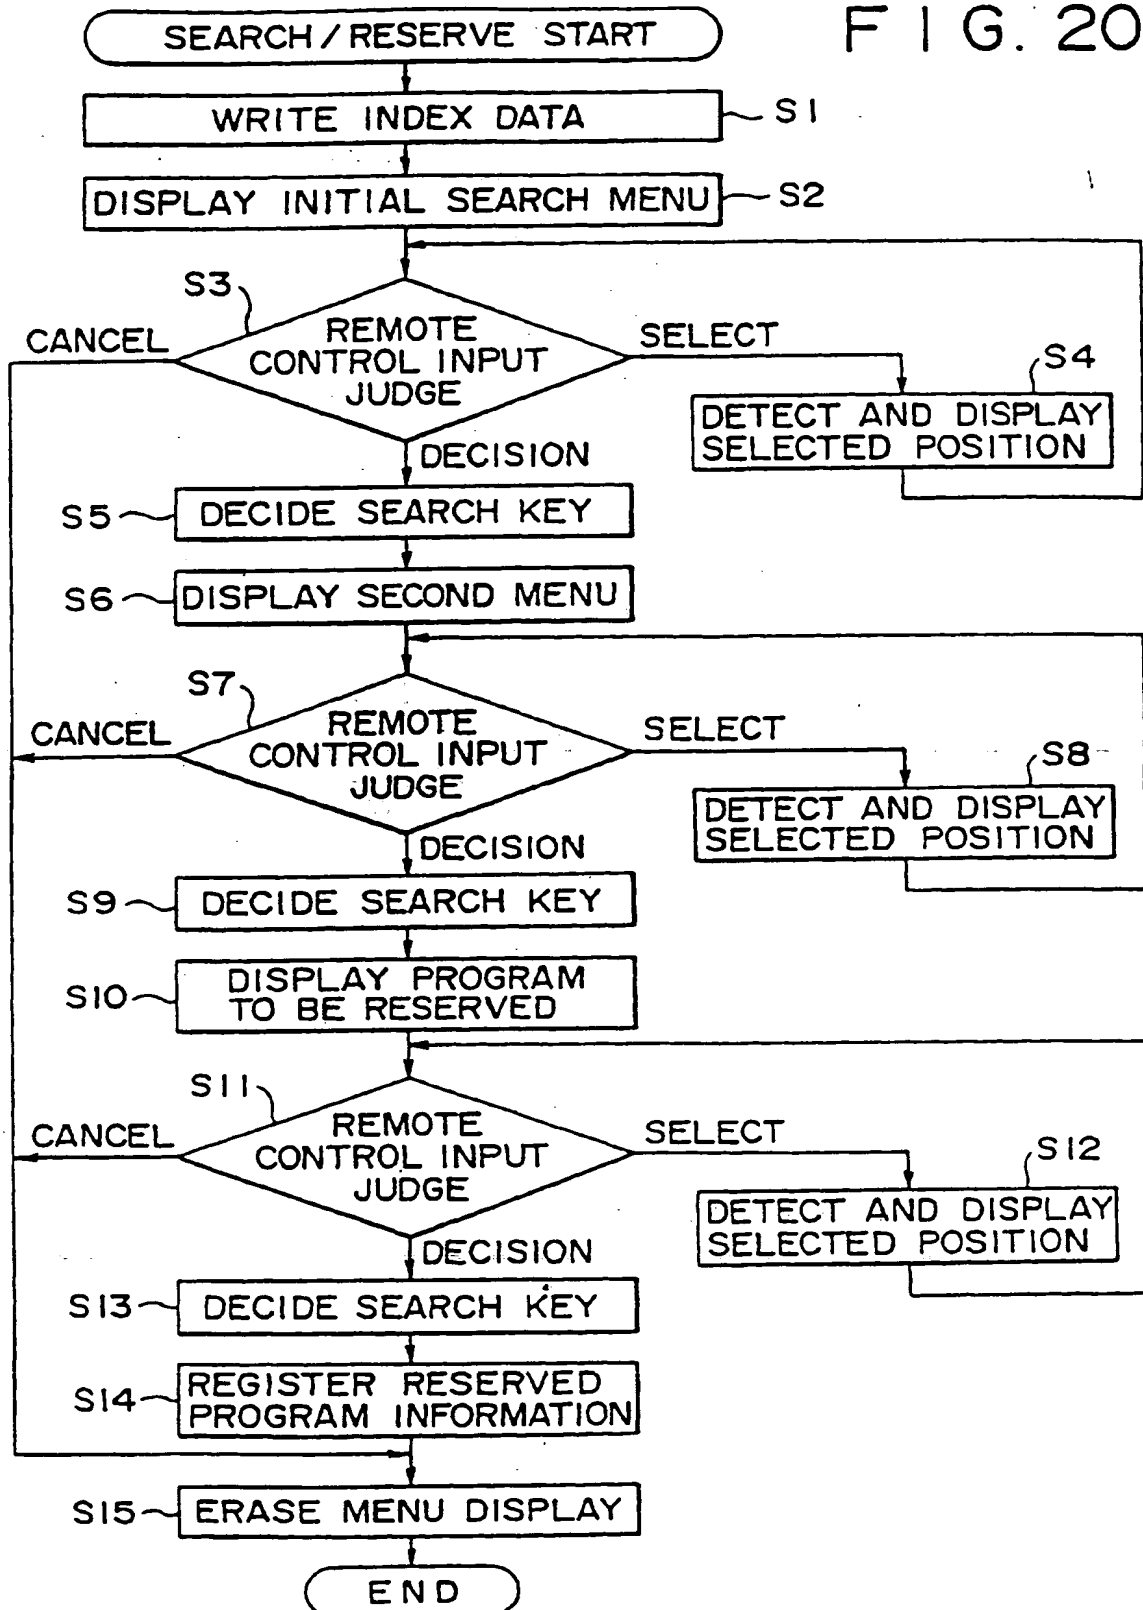 FIG. 20
SEARCH/RESERVE START
WRITE INDEX DATA
S1
DISPLAY INITIAL SEARCH MENU
S2
S3
CANCEL
REMOTE
CONTROL INPUT
JUDGE
SELECT
S4
DETECT AND DISPLAY
SELECTED POSITION
DECISION
S5
DECIDE SEARCH KEY
S6
DISPLAY SECOND MENU
S7
CANCEL
REMOTE
CONTROL INPUT
JUDGE
SELECT
S8
DETECT AND DISPLAY
SELECTED POSITION
DECISION
S9
DECIDE SEARCH KEY
S10
DISPLAY PROGRAM
TO BE RESERVED
S11
CANCEL
REMOTE
CONTROL INPUT
JUDGE
SELECT
S12
DETECT AND DISPLAY
SELECTED POSITION
DECISION
S13
DECIDE SEARCH KEY
S14
REGISTER RESERVED
PROGRAM INFORMATION
S15
ERASE MENU DISPLAY
END